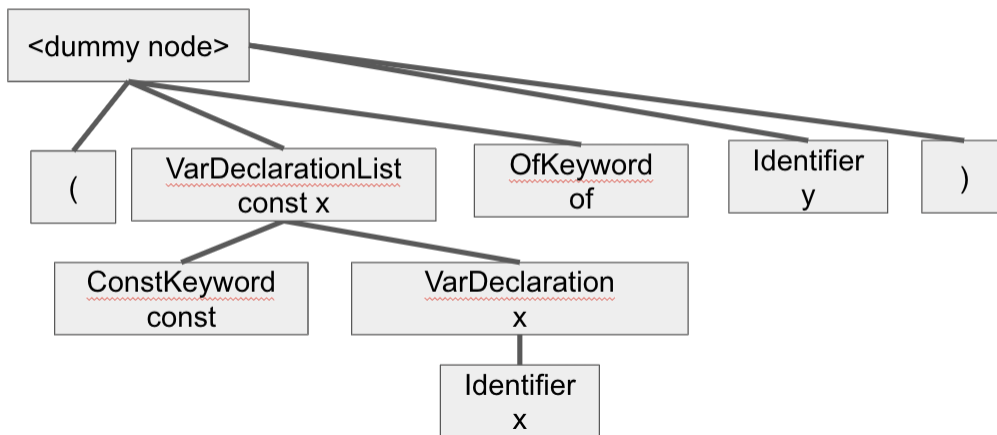 <dummy node>
(
VarDeclarationList
const x
OfKeyword
of
Identifier
y
)
ConstKeyword
const
VarDeclaration
x
Identifier
x